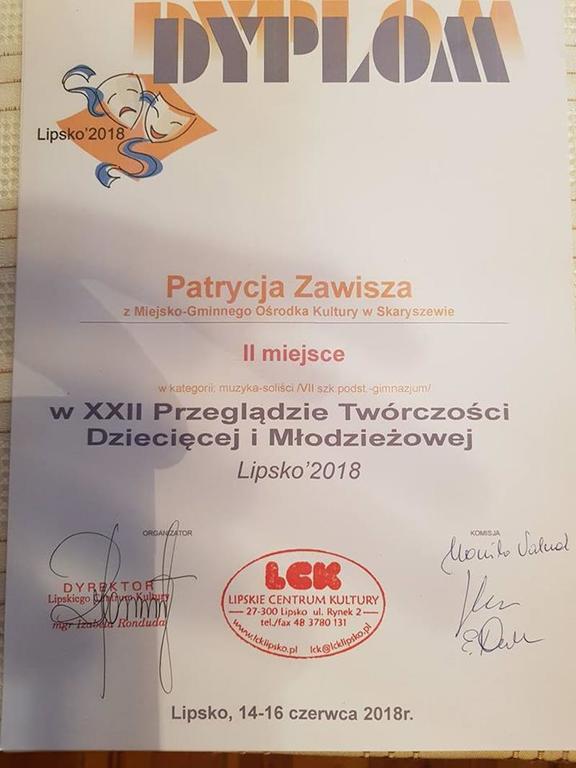 DYPLOM
Lipsko'2018
Patrycja Zawisza
z Miejsko-Gminnego Ośrodka Kultury w Skaryszewie
II miejsce
w kategorii: muzyka-soliści /VII szk.podst.-gimnazjum/
w XXII Przeglądzie Twórczości
Dziecięcej i Młodzieżowej
Lipsko'2018
ORGANIZATOR
DYREKTOR
Lipskiego Centrum Kultury
mgr Izabela Ronduda
LCK
LIPSKIE CENTRUM KULTURY
27-300 Lipsko ul. Rynek 2
tel./fax 48 3780 131
www.lcklipsko.pl lck@lcklipsko.pl
KOMISJA
Monika
Lipsko, 14-16 czerwca 2018r.